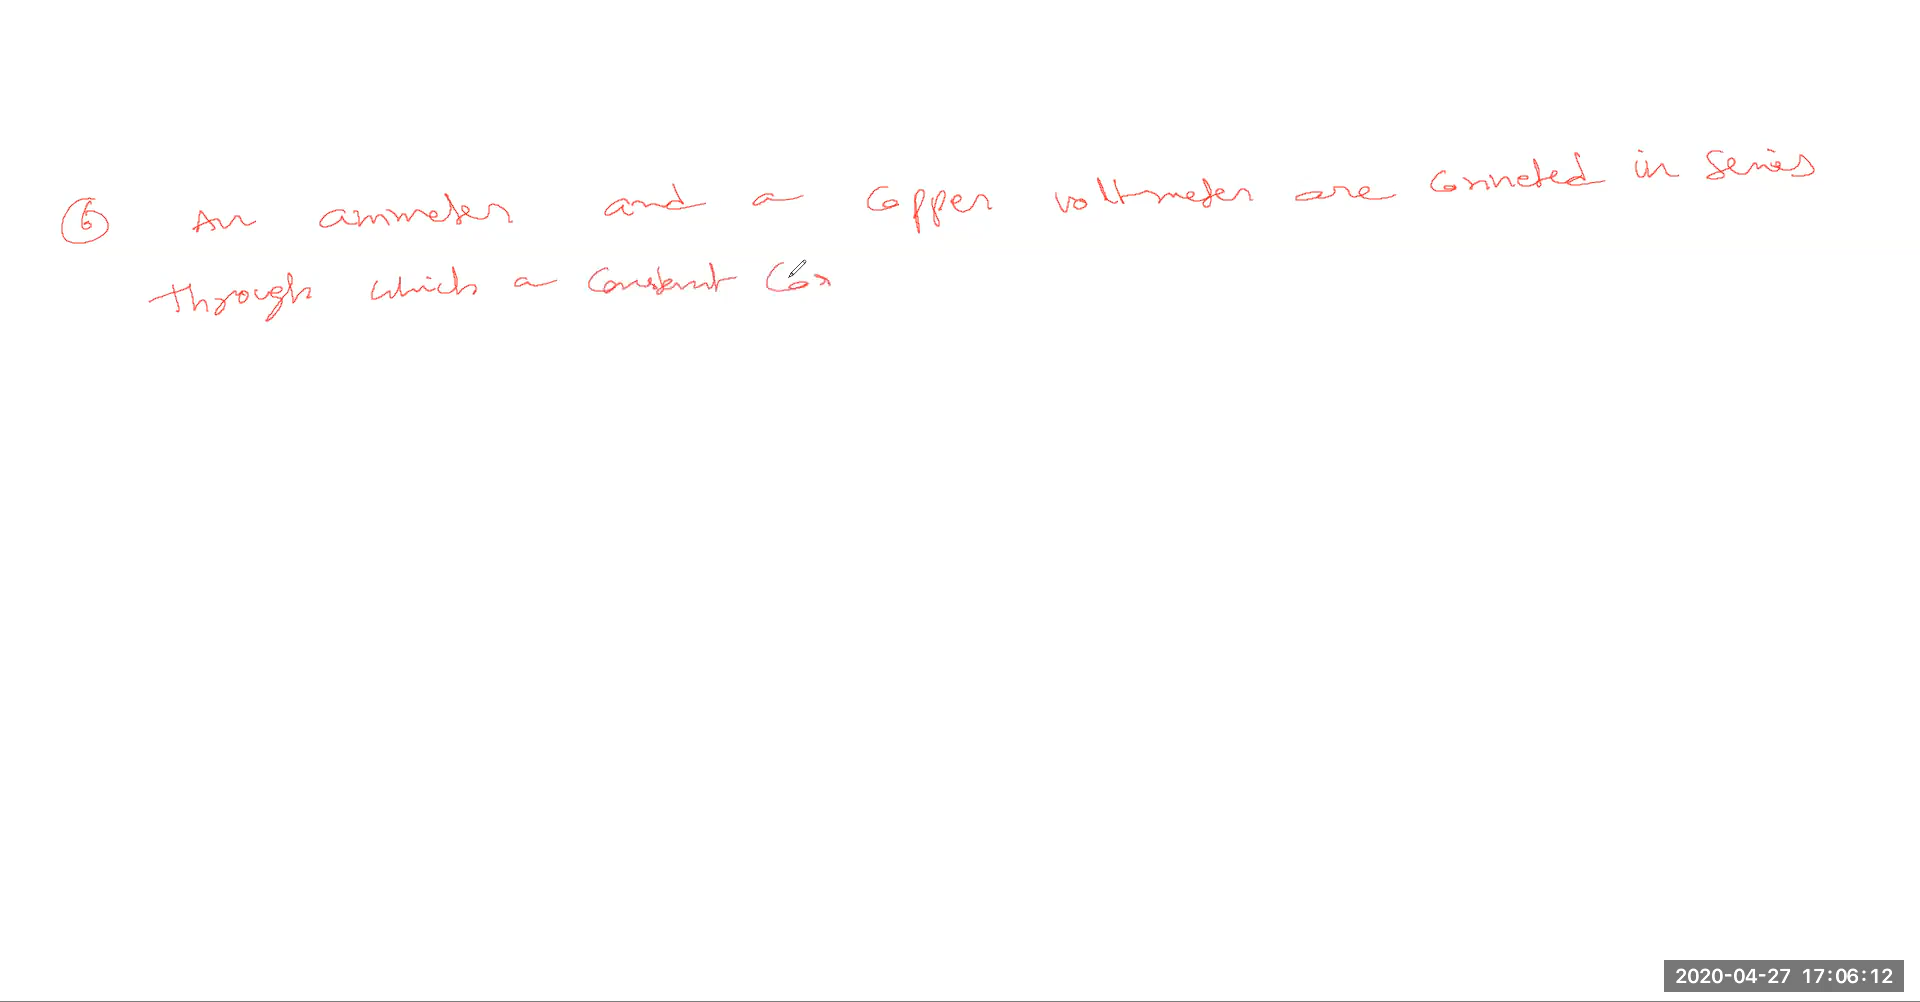 ⑥ An ammeter and a Copper voltmeter are Connected in Series
through which a Constant
2020-04-27 17:06:12